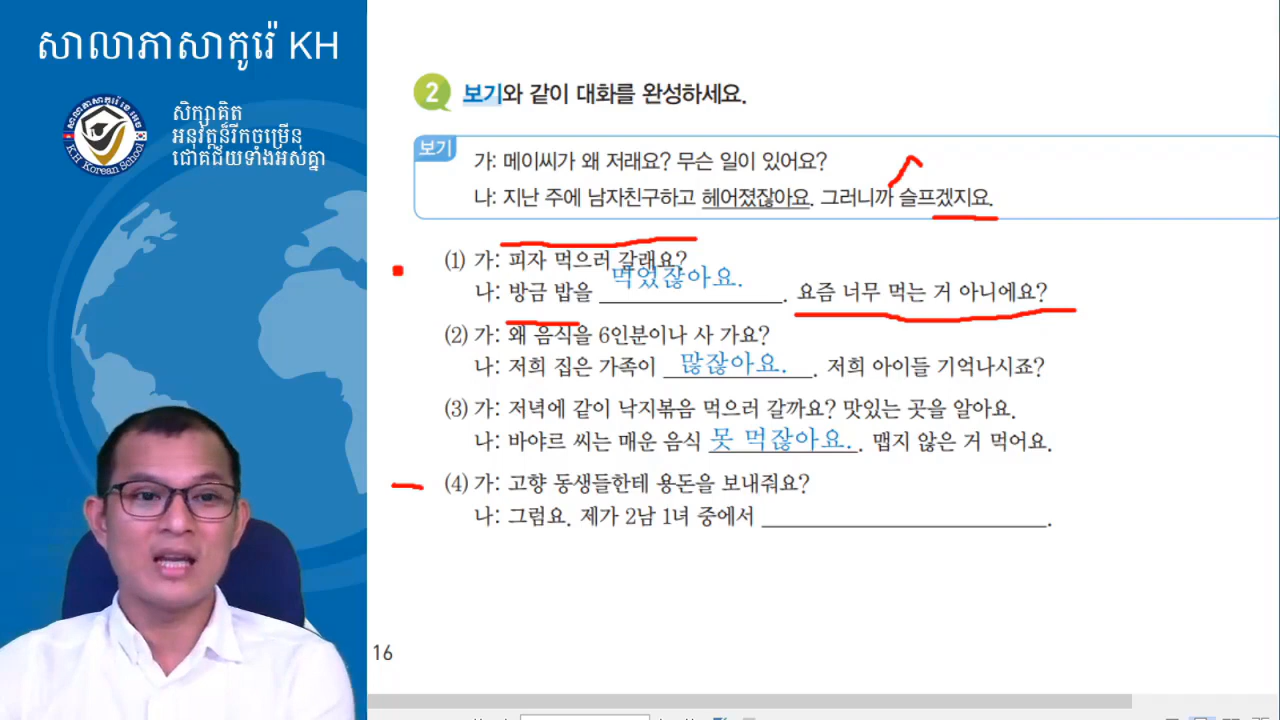 សាលាភាសាកូរ៉េ KH
សិក្សាគិត
អនុវត្តន៍រីកចម្រើន
ជោគជ័យទាំងអស់គ្នា
សាលាភាសាកូរ៉េ ខេ អេច
K.H Korean School
2 보기와 같이 대화를 완성하세요.
보기
가: 메이씨가 왜 저래요? 무슨 일이 있어요?
나: 지난 주에 남자친구하고 헤어졌잖아요. 그러니까 슬프겠지요.
(1) 가: 피자 먹으러 갈래요?
나: 방금 밥을 먹었잖아요. . 요즘 너무 먹는 거 아니에요?
(2) 가: 왜 음식을 6인분이나 사 가요?
나: 저희 집은 가족이 많잖아요. . 저희 아이들 기억나시죠?
(3) 가: 저녁에 같이 낙지볶음 먹으러 갈까요? 맛있는 곳을 알아요.
나: 바야르 씨는 매운 음식 못 먹잖아요. . 맵지 않은 거 먹어요.
(4) 가: 고향 동생들한테 용돈을 보내줘요?
나: 그럼요. 제가 2남 1녀 중에서 .
16